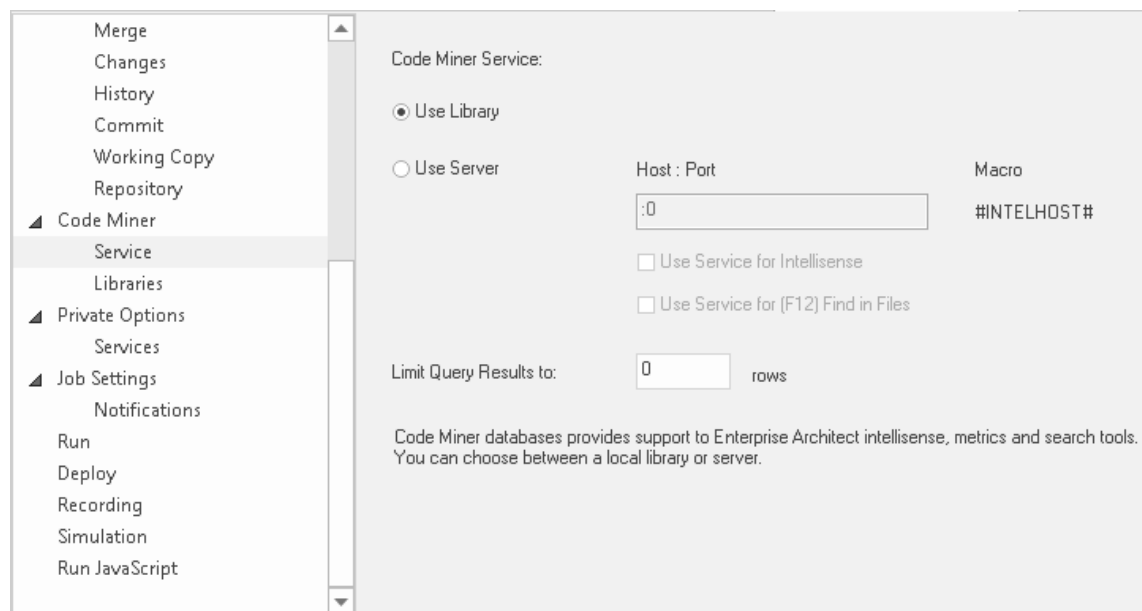 Merge
Changes
History
Commit
Working Copy
Repository
Code Miner
Service
Libraries
Private Options
Services
Job Settings
Notifications
Run
Deploy
Recording
Simulation
Run JavaScript
Code Miner Service:
Use Library
Use Server
Host : Port
Macro
:0
#INTELHOST#
Use Service for Intellisense
Use Service for (F12) Find in Files
Limit Query Results to:
0
rows
Code Miner databases provides support to Enterprise Architect intellisense, metrics and search tools.
You can choose between a local library or server.